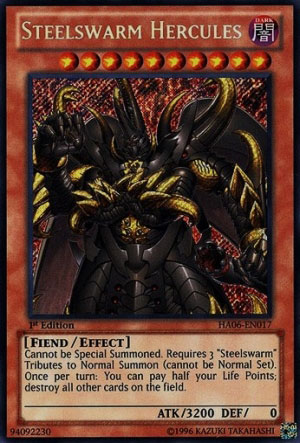 STEELSWARM HERCULES
DARK
闇
1st Edition
HA06-EN017
[FIEND / EFFECT]
Cannot be Special Summoned. Requires 3 "Steelswarm"
Tributes to Normal Summon (cannot be Normal Set).
Once per turn: You can pay half your Life Points;
destroy all other cards on the field.
ATK/3200 DEF/ 0
94092230
©1996 KAZUKI TAKAHASHI